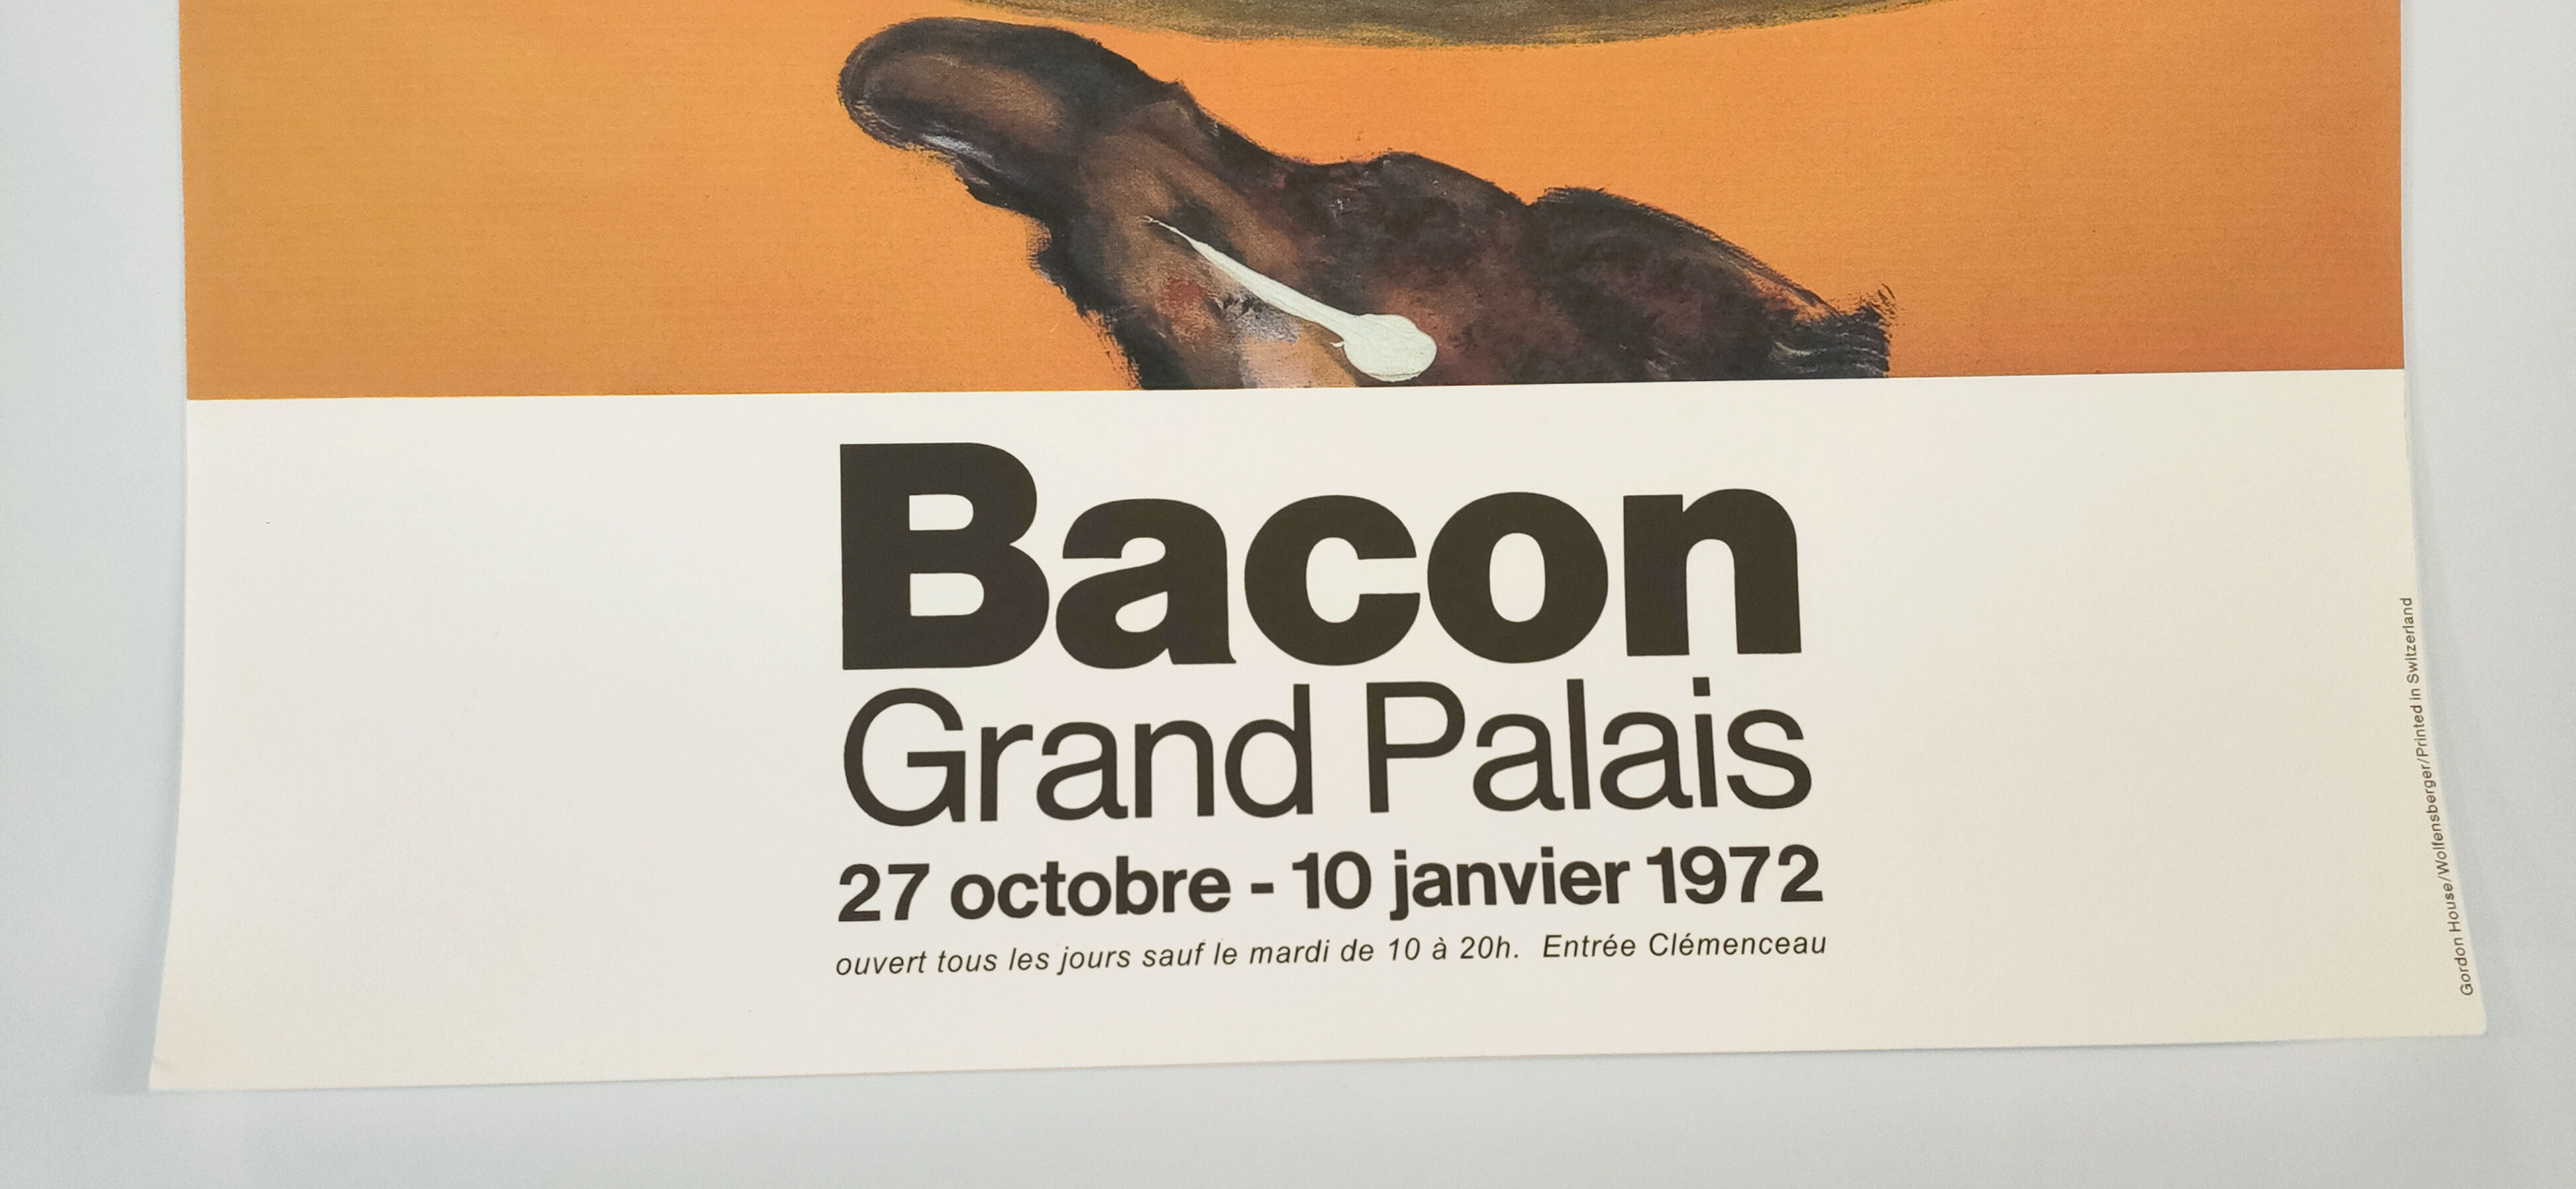 Bacon
Grand Palais
27 octobre - 10 janvier 1972
ouvert tous les jours sauf le mardi de 10 à 20h. Entrée Clémenceau
Gordon House/Wolfensberger/Printed in Switzerland